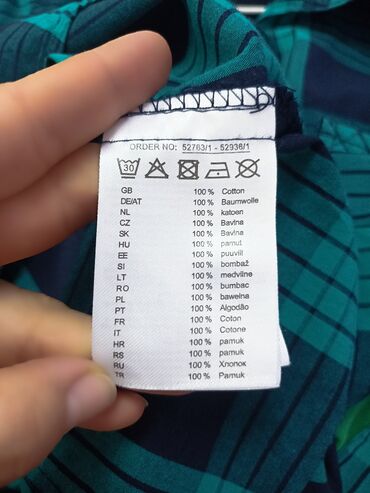 ORDER NO: 52763/1 - 52936/1
30
GB 100 % Cotton
DE/AT 100 % Baumwolle
NL 100 % katoen
CZ 100 % Bavlna
SK 100 % Bavlna
HU 100 % pamut
EE 100 % puuvill
SI 100 % bombaž
LT 100 % medvilne
RO 100 % bumbac
PL 100 % bawełna
PT 100 % Algodão
FR 100 % Coton
IT 100 % Cotone
HR 100 % pamuk
RS 100 % pamuk
RU 100 % Хлопок
TR 100 % Pamuk